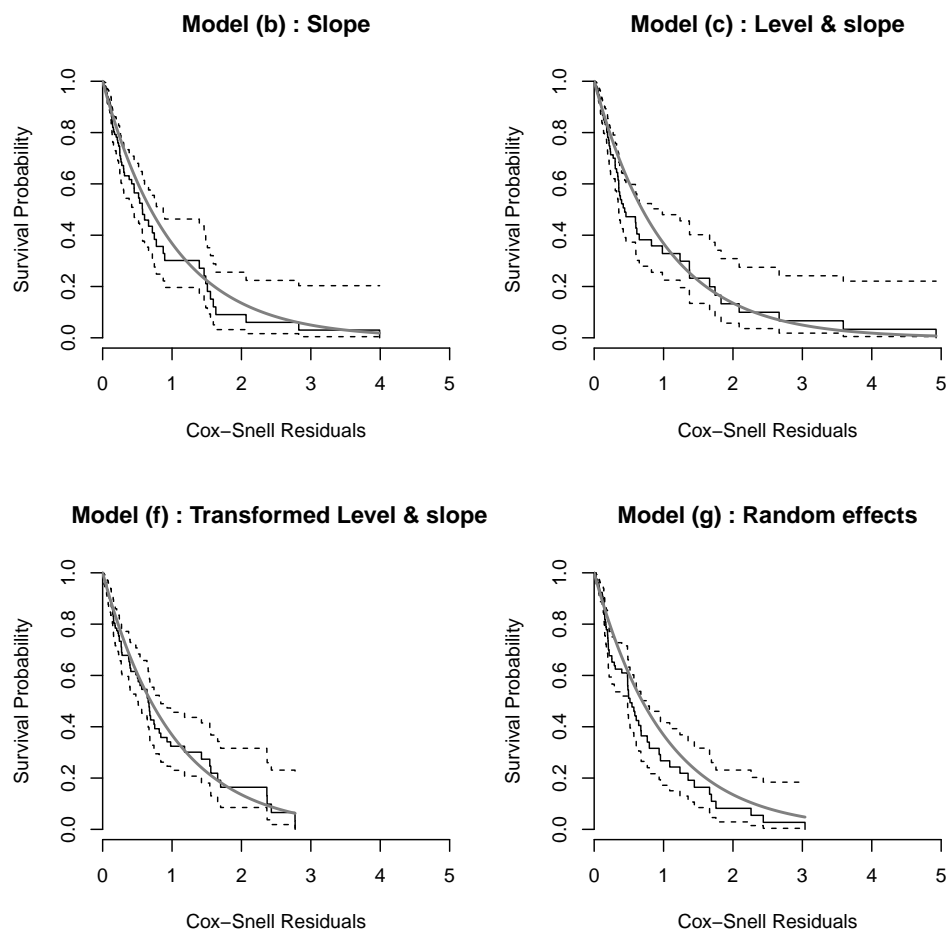 Model (b) : Slope
Survival Probability
0.0 0.2 0.4 0.6 0.8 1.0
0 1 2 3 4 5
Cox−Snell Residuals
Model (c) : Level & slope
Survival Probability
0.0 0.2 0.4 0.6 0.8 1.0
0 1 2 3 4 5
Cox−Snell Residuals
Model (f) : Transformed Level & slope
Survival Probability
0.0 0.2 0.4 0.6 0.8 1.0
0 1 2 3 4 5
Cox−Snell Residuals
Model (g) : Random effects
Survival Probability
0.0 0.2 0.4 0.6 0.8 1.0
0 1 2 3 4 5
Cox−Snell Residuals